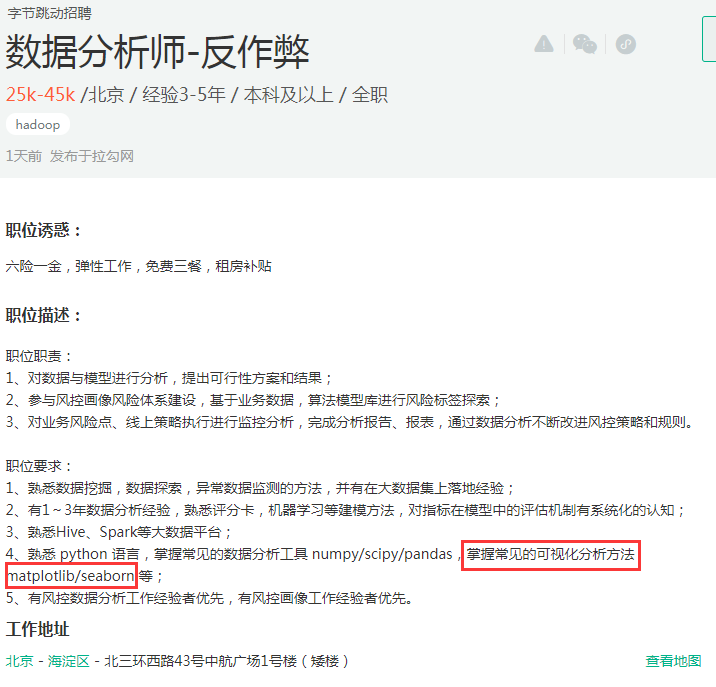 字节跳动招聘
数据分析师-反作弊
25k-45k /北京 / 经验3-5年 / 本科及以上 / 全职
hadoop
1天前 发布于拉勾网
职位诱惑：
六险一金，弹性工作，免费三餐，租房补贴
职位描述：
职位职责：
1、对数据与模型进行分析，提出可行性方案和结果；
2、参与风控画像风险体系建设，基于业务数据，算法模型库进行风险标签探索；
3、对业务风险点、线上策略执行进行监控分析，完成分析报告、报表，通过数据分析不断改进风控策略和规则。
职位要求：
1、熟悉数据挖掘，数据探索，异常数据监测的方法，并有在大数据集上落地经验；
2、有1～3年数据分析经验，熟悉评分卡，机器学习等建模方法，对指标在模型中的评估机制有系统化的认知；
3、熟悉Hive、Spark等大数据平台；
4、熟悉 python 语言，掌握常见的数据分析工具 numpy/scipy/pandas，掌握常见的可视化分析方法
matplotlib/seaborn 等；
5、有风控数据分析工作经验者优先，有风控画像工作经验者优先。
工作地址
北京 - 海淀区 - 北三环西路43号中航广场1号楼（矮楼） 查看地图